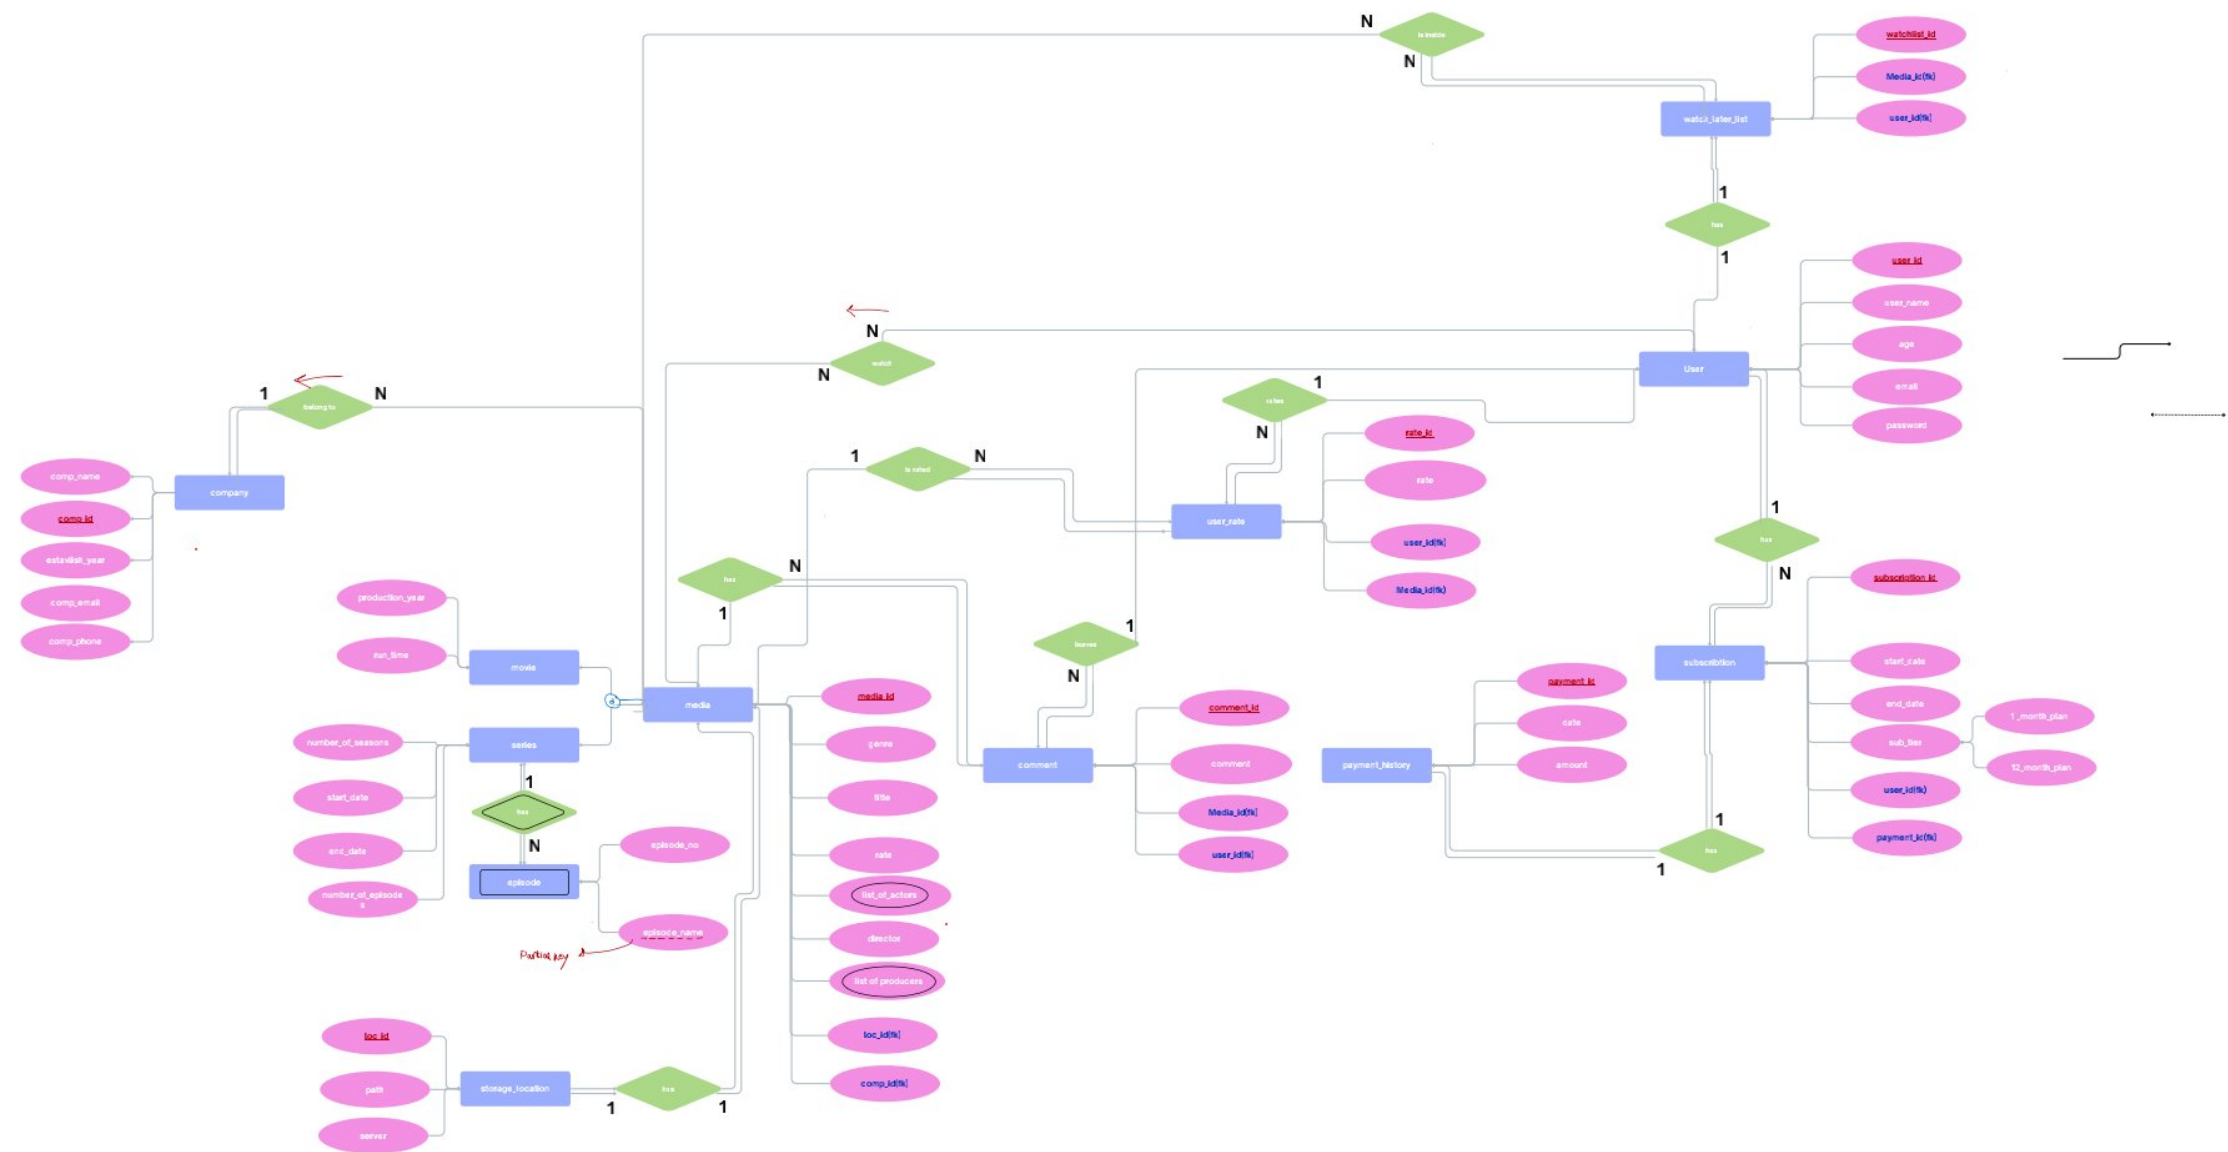 N
is inside
N
watchlist_id
Media_id(fk)
user_id(fk)
watch_later_list
1
has
1
user_id
user_name
age
email
password
User
N
watch
N
1
belong to
N
comp_name
comp_id
establish_year
comp_email
comp_phone
company
rates
1
N
1
is rated
N
rate_id
rate
user_id(fk)
Media_id(fk)
user_rate
1
has
N
has
N
1
production_year
run_time
movie
d
media
number_of_seasons
start_date
end_date
number_of_episode
s
series
1
has
N
episode
episode_no
episode_name
Partial key
media_id
genre
title
rate
list_of_actors
director
list of producers
loc_id(fk)
comp_id(fk)
1
N
comment
comment_id
comment
Media_id(fk)
user_id(fk)
payment_history
payment_id
date
amount
subscribtion
subscription_id
start_date
end_date
sub_tier
1_month_plan
12_month_plan
user_id(fk)
payment_id(fk)
1
has
1
loc_id
path
server
storage_location
1
has
1